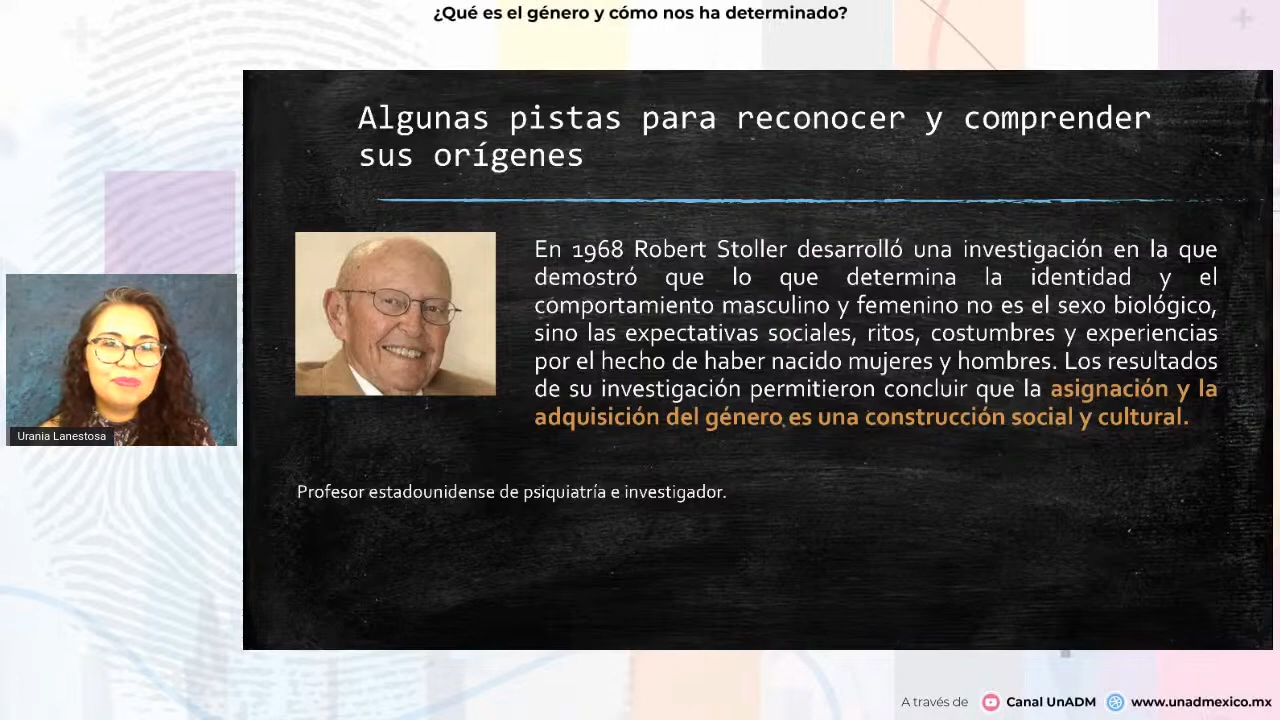 ¿Qué es el género y cómo nos ha determinado?
Algunas pistas para reconocer y comprender
sus orígenes
En 1968 Robert Stoller desarrolló una investigación en la que
demostró que lo que determina la identidad y el
comportamiento masculino y femenino no es el sexo biológico,
sino las expectativas sociales, ritos, costumbres y experiencias
por el hecho de haber nacido mujeres y hombres. Los resultados
de su investigación permitieron concluir que la asignación y la
adquisición del género es una construcción social y cultural.
Urania Lanestosa
Profesor estadounidense de psiquiatría e investigador.
A través de Canal UnADM www.unadmexico.mx